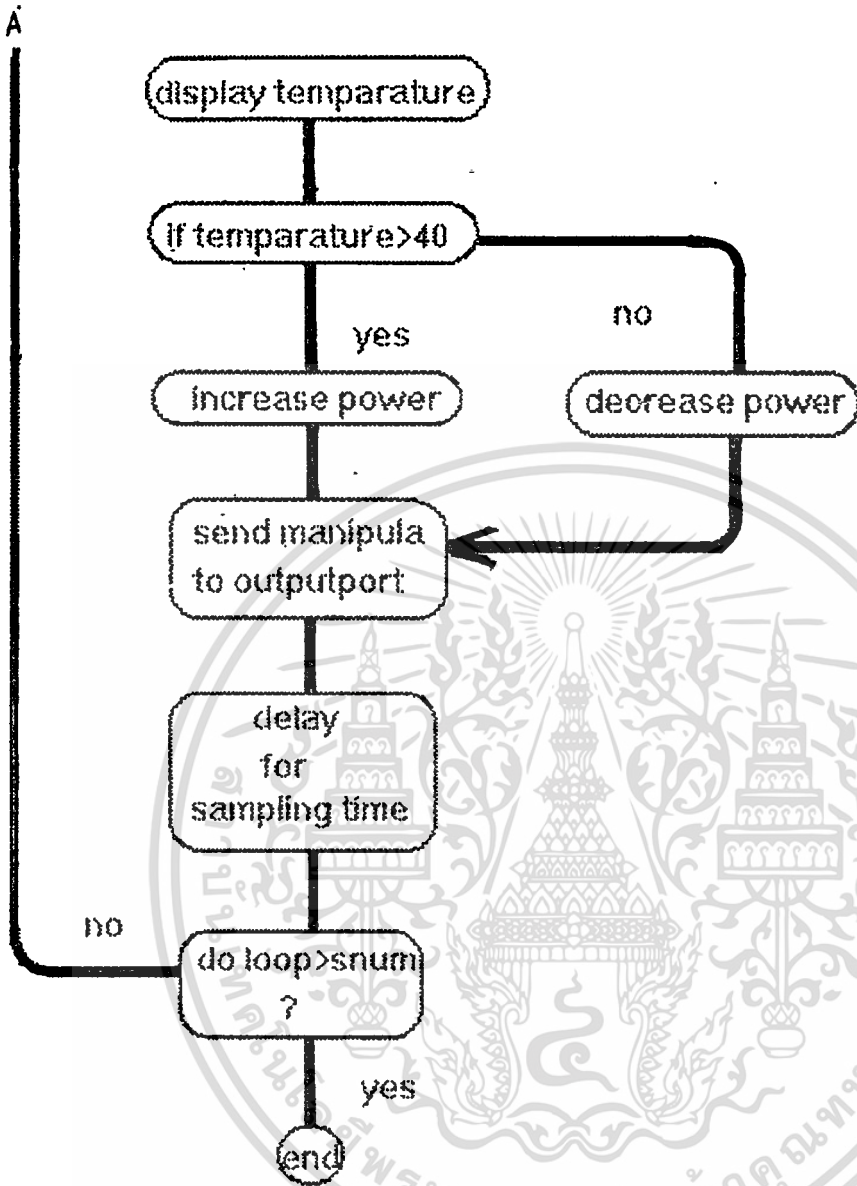 A
display temparature
if temparature>40
yes
no
increase power
decrease power
send manipula
to outputport
delay
for
sampling time
no
do loop>snum
?
yes
end